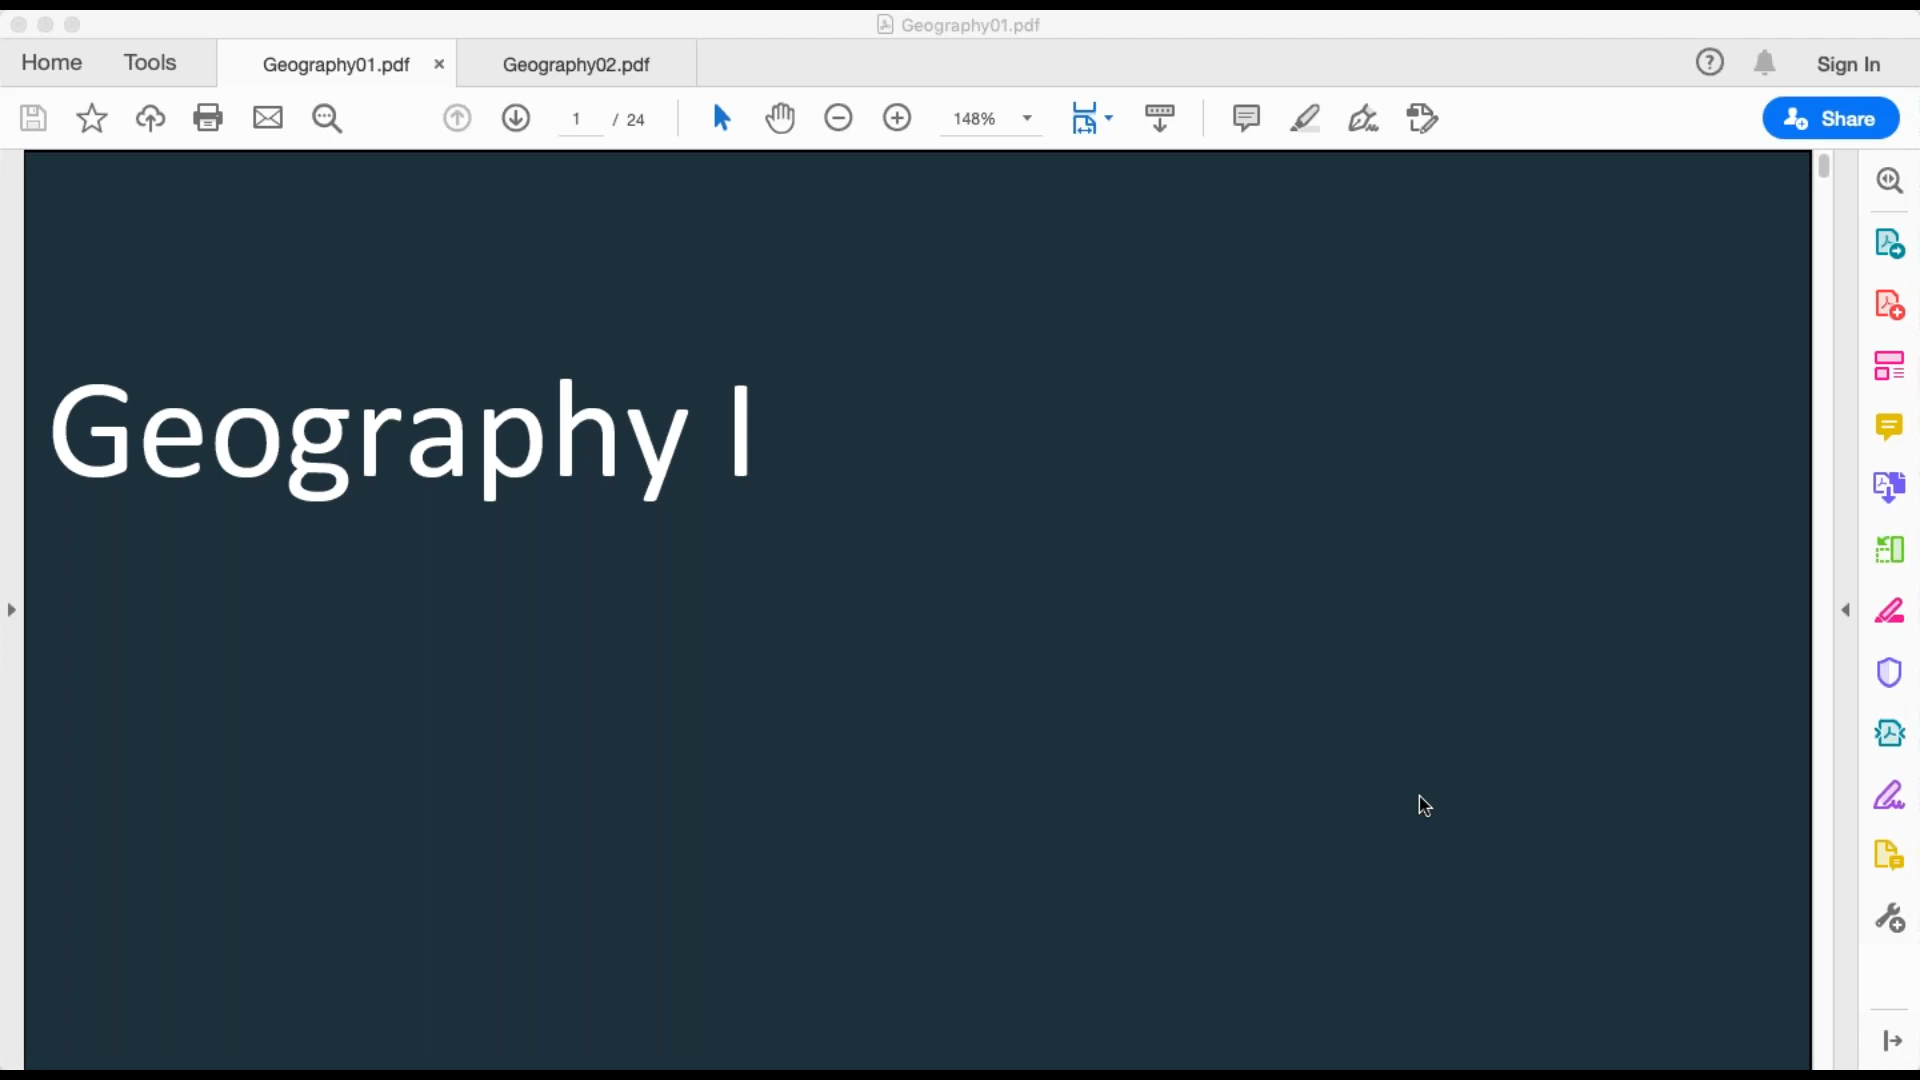 Geography01.pdf
Home Tools Geography01.pdf × Geography02.pdf Sign In
1 / 24 148% Share
Geography I